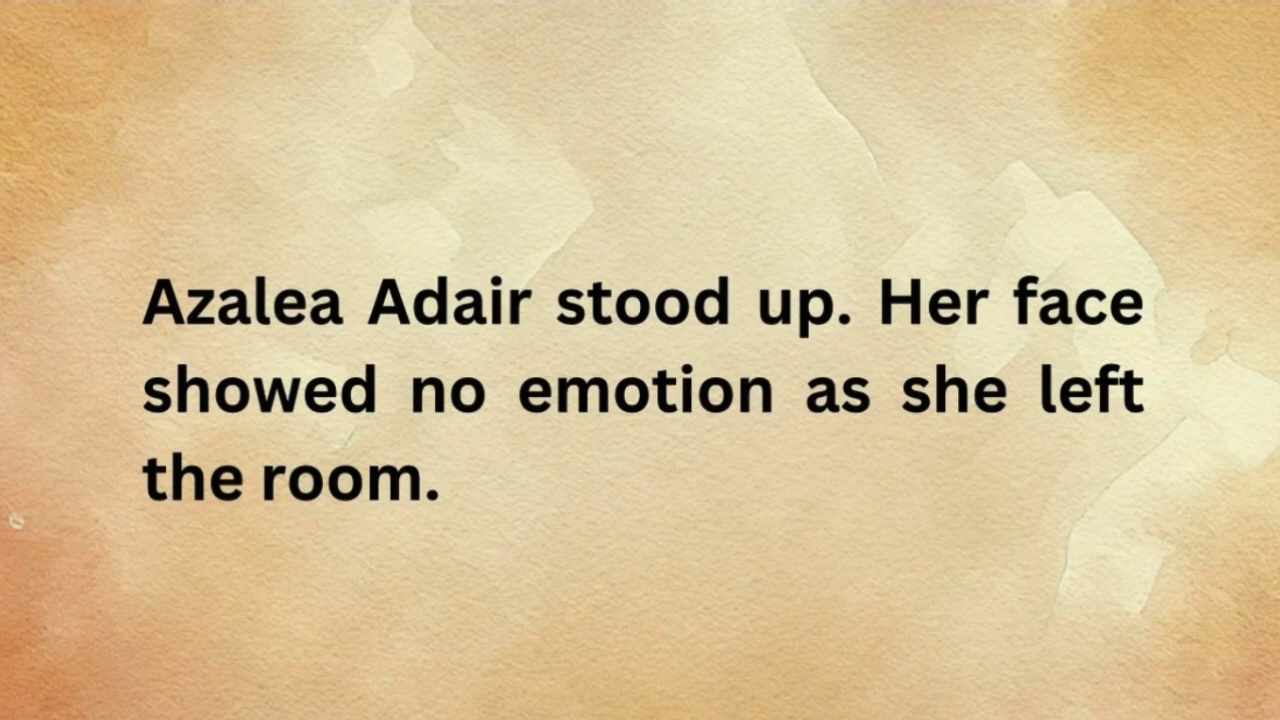 Azalea Adair stood up. Her face
showed no emotion as she left
the room.